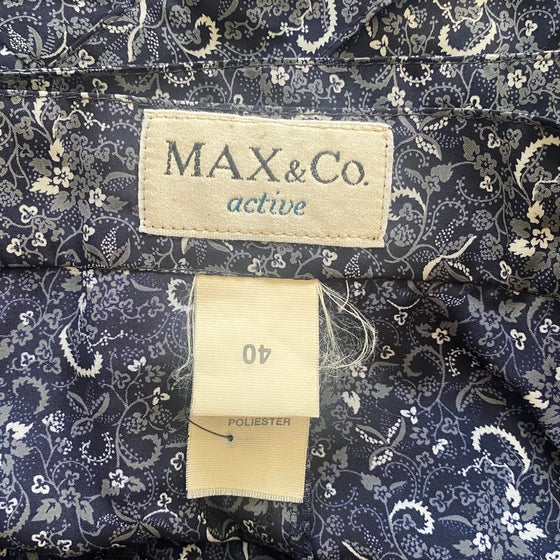 MAX&Co.
active
40
POLIESTER